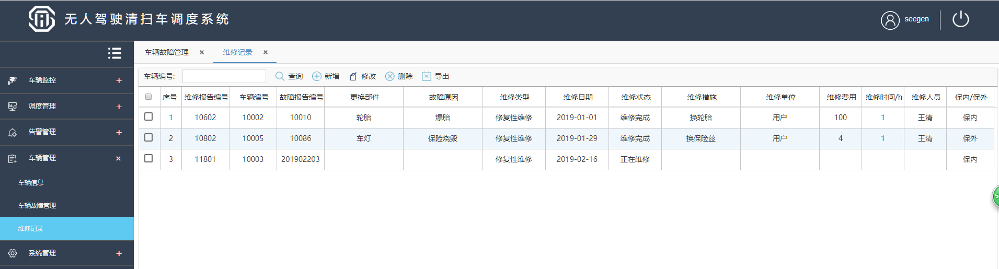 无人驾驶清扫车调度系统
seegen
车辆监控
调度管理
告警管理
车辆管理
车辆信息
车辆故障管理
维修记录
系统管理
车辆故障管理 × 维修记录 ×
车辆编号: 查询 新增 修改 删除 导出
序号 维修报告编号 车辆编号 故障报告编号 更换部件 故障原因 维修类型 维修日期 维修状态 维修措施 维修单位 维修费用 维修时间/h 维修人员 保内/保外
1 10602 10002 10010 轮胎 爆胎 修复性维修 2019-01-01 维修完成 换轮胎 用户 100 1 王清 保内
2 10802 10005 10086 车灯 保险烧毁 修复性维修 2019-01-29 维修完成 换保险丝 用户 4 1 王清 保外
3 11801 10003 201902203 修复性维修 2019-02-16 正在维修 保内